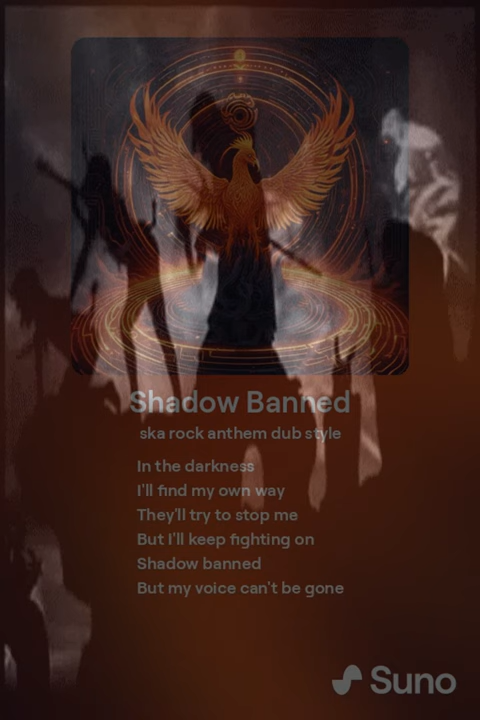 Shadow Banned
ska rock anthem dub style
In the darkness
I'll find my own way
They'll try to stop me
But I'll keep fighting on
Shadow banned
But my voice can't be gone
Suno